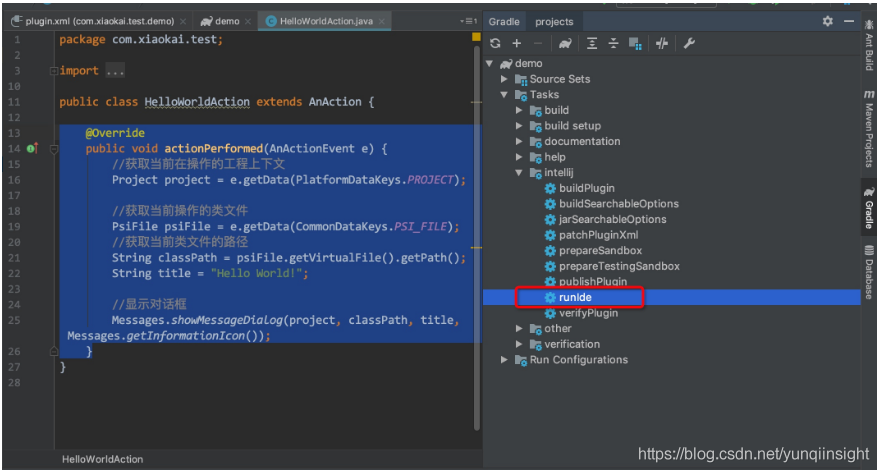 plugin.xml (com.xiaokai.test.demo) × demo × HelloWorldAction.java ×
1 package com.xiaokai.test;
2
3 import ...
10
11 public class HelloWorldAction extends AnAction {
12
13 @Override
14 public void actionPerformed(AnActionEvent e) {
15 //获取当前在操作的工程上下文
16 Project project = e.getData(PlatformDataKeys.PROJECT);
17
18 //获取当前操作的类文件
19 PsiFile psiFile = e.getData(CommonDataKeys.PSI_FILE);
20 //获取当前类文件的路径
21 String classPath = psiFile.getVirtualFile().getPath();
22 String title = "Hello World!";
23
24 //显示对话框
25 Messages.showMessageDialog(project, classPath, title,
Messages.getInformationIcon());
26 }
27 }
28
HelloWorldAction
Gradle projects
demo
Source Sets
Tasks
build
build setup
documentation
help
intellij
buildPlugin
buildSearchableOptions
jarSearchableOptions
patchPluginXml
prepareSandbox
prepareTestingSandbox
publishPlugin
runIde
verifyPlugin
other
verification
Run Configurations
Ant Build
Maven Projects
Gradle
Database
https://blog.csdn.net/yunqiinsight